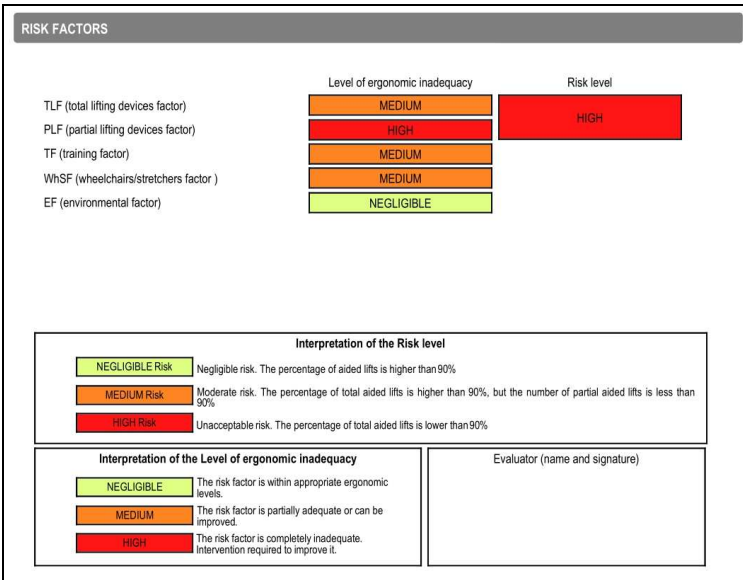 RISK FACTORS
Level of ergonomic inadequacy Risk level
TLF (total lifting devices factor) MEDIUM
HIGH
PLF (partial lifting devices factor) HIGH
TF (training factor) MEDIUM
WhSF (wheelchairs/stretchers factor ) MEDIUM
EF (environmental factor) NEGLIGIBLE
Interpretation of the Risk level
NEGLIGIBLE Risk Negligible risk. The percentage of aided lifts is higher than 90%
MEDIUM Risk Moderate risk. The percentage of total aided lifts is higher than 90%, but the number of partial aided lifts is less than
90%
HIGH Risk Unacceptable risk. The percentage of total aided lifts is lower than 90%
Interpretation of the Level of ergonomic inadequacy
NEGLIGIBLE The risk factor is within appropriate ergonomic
levels.
MEDIUM The risk factor is partially adequate or can be
improved.
HIGH The risk factor is completely inadequate.
Intervention required to improve it.
Evaluator (name and signature)